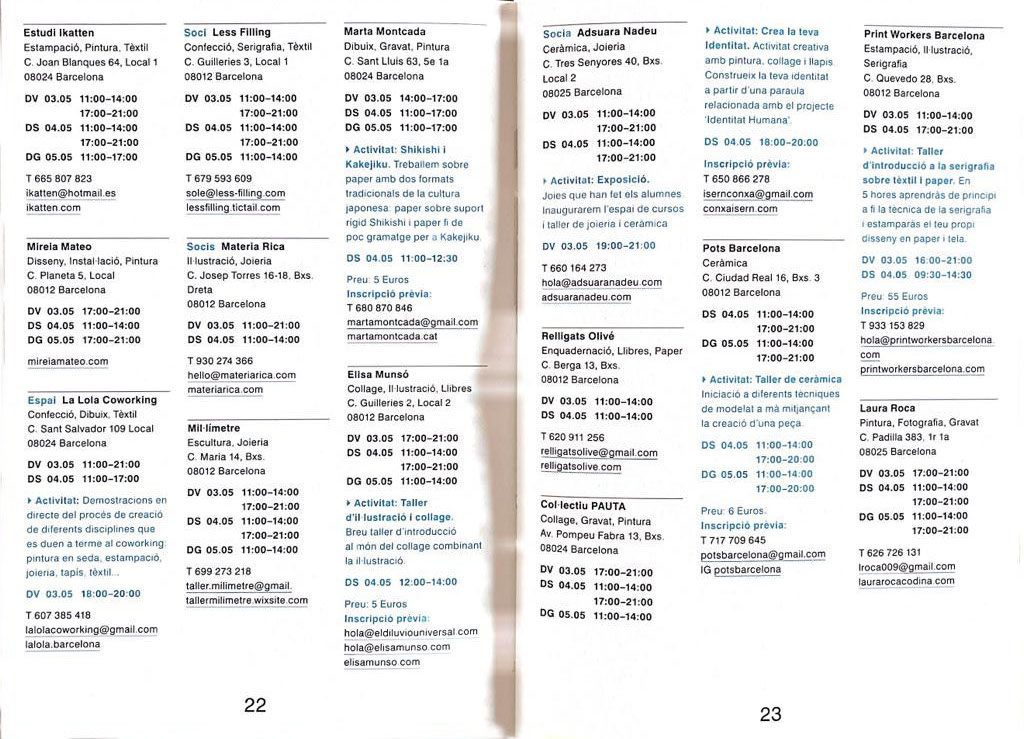 Estudi Ikatten
Estampació, Pintura, Tèxtil
C. Joan Blanques 64, Local 1
08024 Barcelona
DV 03.05 11:00–14:00
17:00–21:00
DS 04.05 11:00–14:00
17:00–21:00
DG 05.05 11:00–17:00
T 665 807 823
ikatten@hotmail.es
ikatten.com
Mireia Mateo
Disseny, Instal·lació, Pintura
C. Planeta 5, Local
08012 Barcelona
DV 03.05 17:00–21:00
DS 04.05 11:00–14:00
DG 05.05 17:00–21:00
mireiamateo.com
Espai La Lola Coworking
Confecció, Dibuix, Tèxtil
C. Sant Salvador 109 Local
08024 Barcelona
DV 03.05 11:00–21:00
DS 04.05 11:00–17:00
Activitat: Demostracions en
directe del procés de creació
de diferents disciplines que
es duen a terme al coworking:
pintura en seda, estampació,
joieria, tapis, tèxtil...
DV 03.05 18:00–20:00
T 607 385 418
lalolacoworking@gmail.com
lalola.barcelona
Soci Less Filling
Confecció, Serigrafia, Tèxtil
C. Guilleries 3, Local 1
08012 Barcelona
DV 03.05 11:00–14:00
17:00–21:00
DS 04.05 11:00–14:00
17:00–21:00
DG 05.05 11:00–14:00
T 679 593 609
sole@less-filling.com
lessfilling.tictail.com
Socis Materia Rica
Il·lustració, Joieria
C. Josep Torres 16-18, Bxs.
Dreta
08012 Barcelona
DV 03.05 11:00–21:00
DS 04.05 11:00–14:00
T 930 274 366
hello@materiarica.com
materiarica.com
Mil·límetre
Escultura, Joieria
C. Maria 14, Bxs.
08012 Barcelona
DV 03.05 11:00–14:00
17:00–21:00
DS 04.05 11:00–14:00
17:00–21:00
DG 05.05 11:00–14:00
T 699 273 218
taller.milimetre@gmail.
tallermilimetre.wixsite.com
Marta Montcada
Dibuix, Gravat, Pintura
C. Sant Lluis 63, 5e 1a
08024 Barcelona
DV 03.05 14:00–17:00
DS 04.05 11:00–17:00
DG 05.05 11:00–17:00
Activitat: Shikishi i
Kakejiku. Treballem sobre
paper amb dos formats
tradicionals de la cultura
japonesa: paper sobre suport
rígid Shikishi i paper fi de
poc gramatge per a Kakejiku.
DS 04.05 11:00–12:30
Preu: 5 Euros
Inscripció prèvia:
T 680 870 846
martamontcada@gmail.com
martamontcada.cat
Elisa Munsó
Collage, Il·lustració, Llibres
C. Guilleries 2, Local 2
08012 Barcelona
DV 03.05 17:00–21:00
DS 04.05 11:00–14:00
17:00–21:00
DG 05.05 11:00–14:00
Activitat: Taller
d'il·lustració i collage.
Breu taller d'introducció
al món del collage combinant
la il·lustració.
DS 04.05 12:00–14:00
Preu: 5 Euros
Inscripció prèvia:
hola@eldiluviouniversal.com
hola@elisamunso.com
elisamunso.com
22
Socia Adsuara Nadeu
Ceràmica, Joieria
C. Tres Senyores 40, Bxs.
Local 2
08025 Barcelona
DV 03.05 11:00–14:00
17:00–21:00
DS 04.05 11:00–14:00
17:00–21:00
Activitat: Exposició.
Joies que han fet els alumnes.
Inaugurarem l'espai de cursos
i taller de joieria i ceràmica
DV 03.05 19:00–21:00
T 660 164 273
hola@adsuaranadeu.com
adsuaranadeu.com
Relligats Olivé
Enquadernació, Llibres, Paper
C. Berga 13, Bxs.
08012 Barcelona
DV 03.05 11:00–14:00
DS 04.05 11:00–14:00
T 620 911 256
relligatsolive@gmail.com
relligatsolive.com
Col·lectiu PAUTA
Collage, Gravat, Pintura
Av. Pompeu Fabra 13, Bxs.
08024 Barcelona
DV 03.05 17:00–21:00
DS 04.05 11:00–14:00
17:00–21:00
DG 05.05 11:00–14:00
Activitat: Crea la teva
Identitat. Activitat creativa
amb pintura, collage i llapis.
Construeix la teva identitat
a partir d'una paraula
relacionada amb el projecte
'Identitat Humana'.
DS 04.05 18:00–20:00
Inscripció prèvia:
T 650 866 278
isernconxa@gmail.com
conxaisern.com
Pots Barcelona
Ceràmica
C. Ciudad Real 16, Bxs. 3
08012 Barcelona
DS 04.05 11:00–14:00
17:00–21:00
DG 05.05 11:00–14:00
17:00–21:00
Activitat: Taller de ceràmica
Iniciació a diferents tècniques
de modelat a mà mitjançant
la creació d'una peça.
DS 04.05 11:00–14:00
17:00–20:00
DG 05.05 11:00–14:00
17:00–20:00
Preu: 6 Euros.
Inscripció prèvia:
T 717 709 645
potsbarcelona@gmail.com
IG potsbarcelona
Print Workers Barcelona
Estampació, Il·lustració,
Serigrafia
C. Quevedo 28, Bxs.
08012 Barcelona
DV 03.05 11:00–14:00
DS 04.05 17:00–21:00
Activitat: Taller
d'introducció a la serigrafia
sobre tèxtil i paper. En
5 hores aprendràs de principi
a fi la tècnica de la serigrafia
i estamparàs el teu propi
disseny en paper i tela.
DV 03.05 16:00–21:00
DS 04.05 09:30–14:30
Preu: 55 Euros
Inscripció prèvia:
T 933 153 829
hola@printworkersbarcelona.
com
printworkersbarcelona.com
Laura Roca
Pintura, Fotografia, Gravat
C. Padilla 383, 1r 1a
08025 Barcelona
DV 03.05 17:00–21:00
DS 04.05 11:00–14:00
17:00–21:00
DG 05.05 11:00–14:00
17:00–21:00
T 626 726 131
lroca009@gmail.com
laurarocacodina.com
23